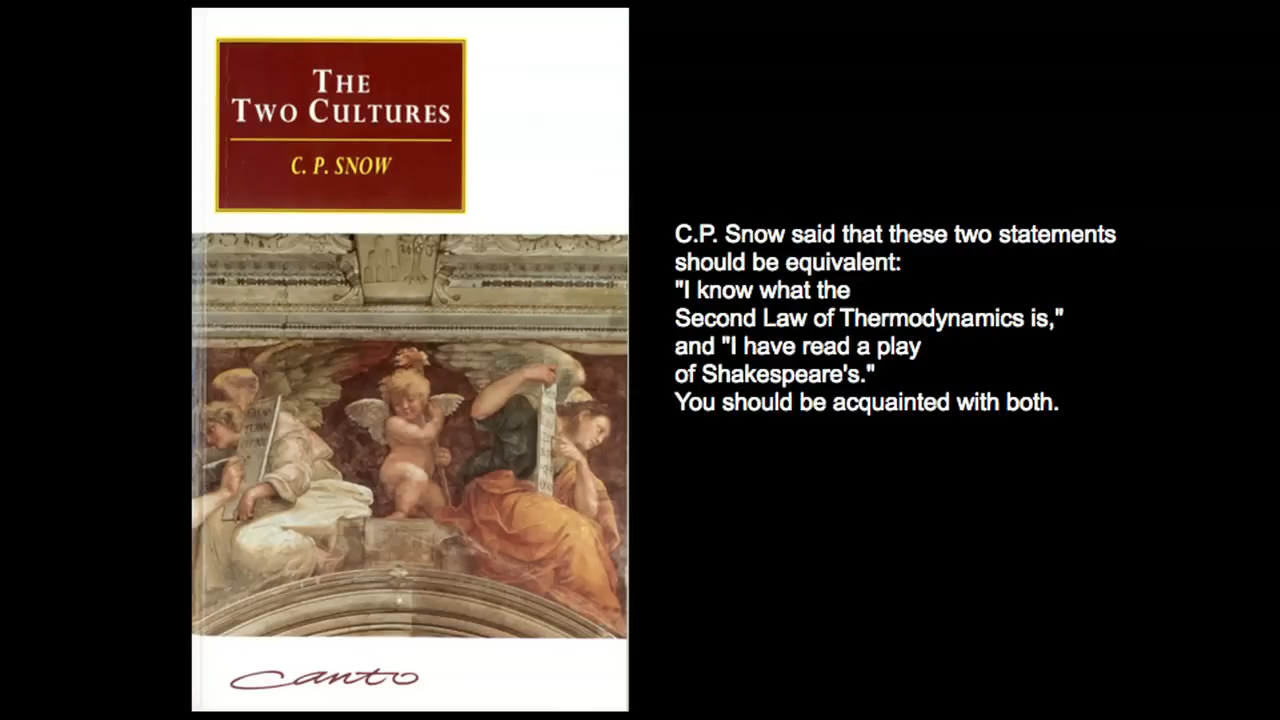 THE
TWO CULTURES
C. P. SNOW
canto
C.P. Snow said that these two statements
should be equivalent:
"I know what the
Second Law of Thermodynamics is,"
and "I have read a play
of Shakespeare's."
You should be acquainted with both.